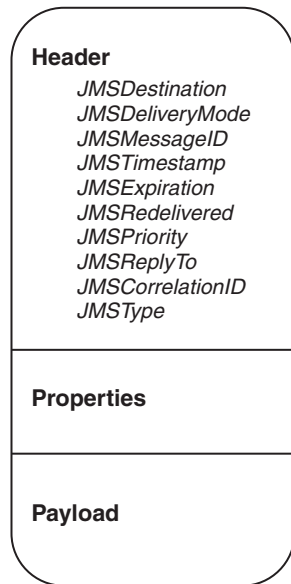 Header
JMSDestination
JMSDeliveryMode
JMSMessageID
JMSTimestamp
JMSExpiration
JMSRedelivered
JMSPriority
JMSReplyTo
JMSCorrelationID
JMSType
Properties
Payload